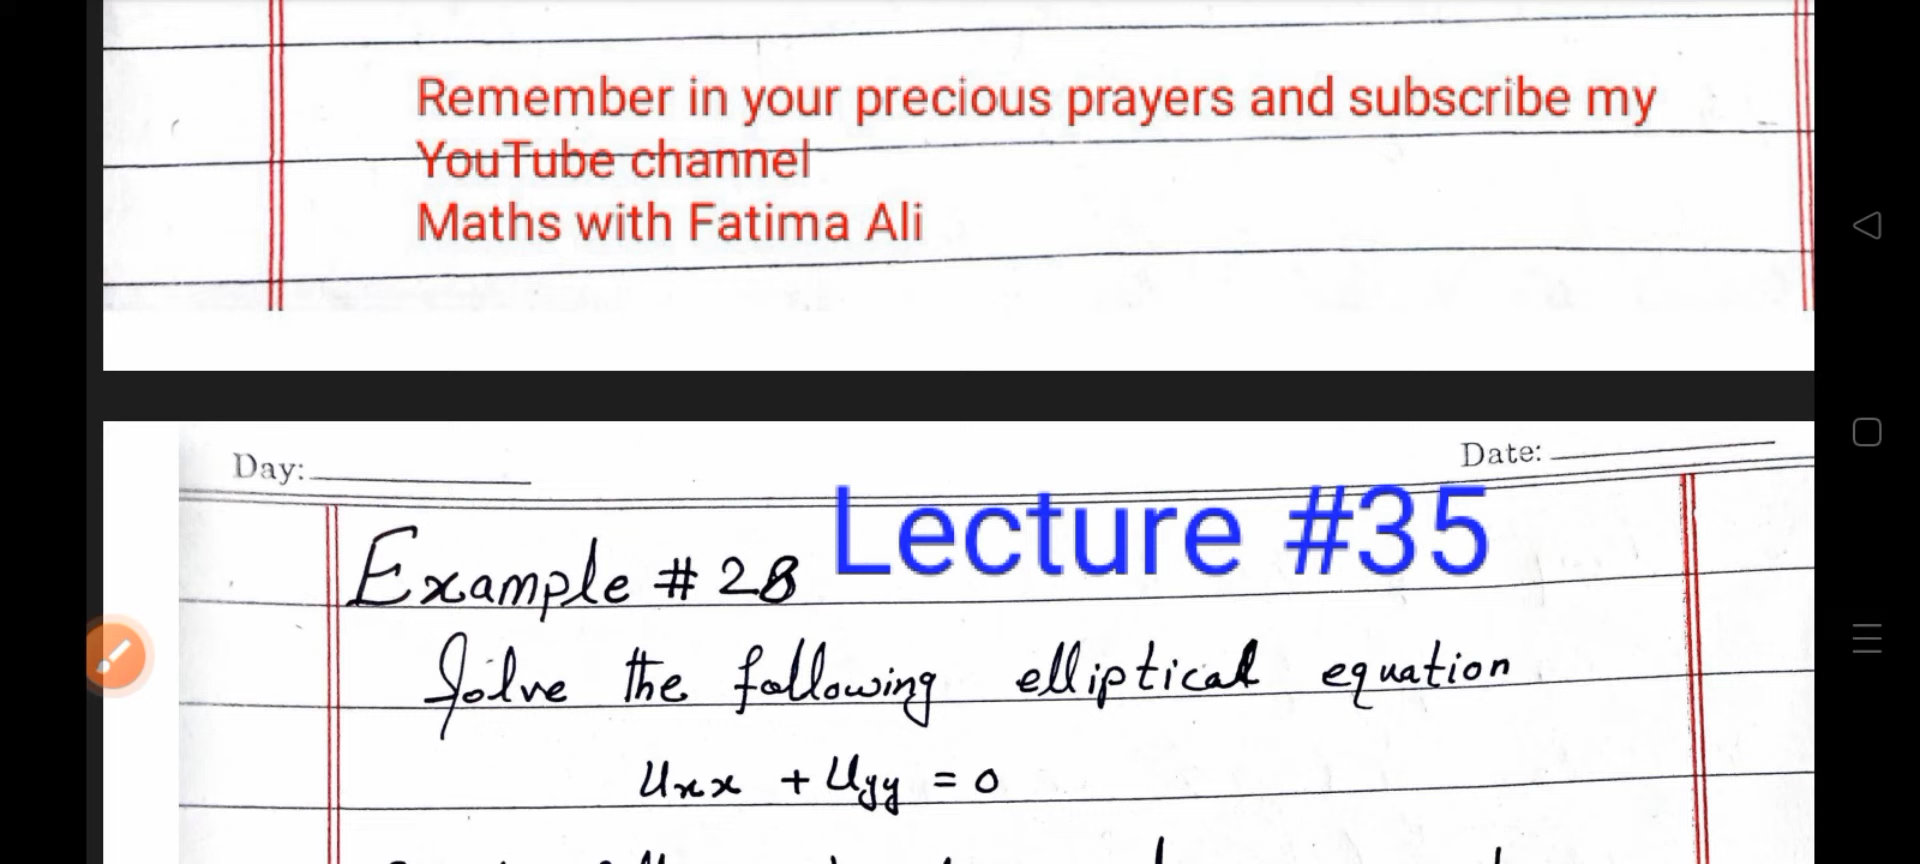 Remember in your precious prayers and subscribe my
YouTube channel
Maths with Fatima Ali
Day:
Date:
Lecture #35
Example # 28
Solve the following elliptical equation
Uxx + Uyy = 0